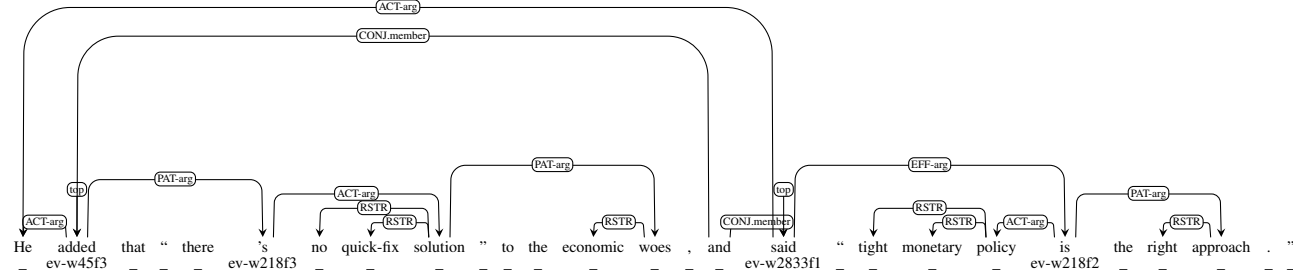 ACT-arg
CONJ.member
PAT-arg
EFF-arg
PAT-arg
top
ACT-arg
top
PAT-arg
RSTR
RSTR
ACT-arg
RSTR
RSTR
CONJ.member
RSTR
ACT-arg
RSTR
He added that “ there 's no quick-fix solution ” to the economic woes , and said “ tight monetary policy is the right approach . ”
_ ev-w45f3 _ _ _ ev-w218f3 _ _ _ _ _ _ _ _ _ _ ev-w2833f1 _ _ _ _ ev-w218f2 _ _ _ _ _